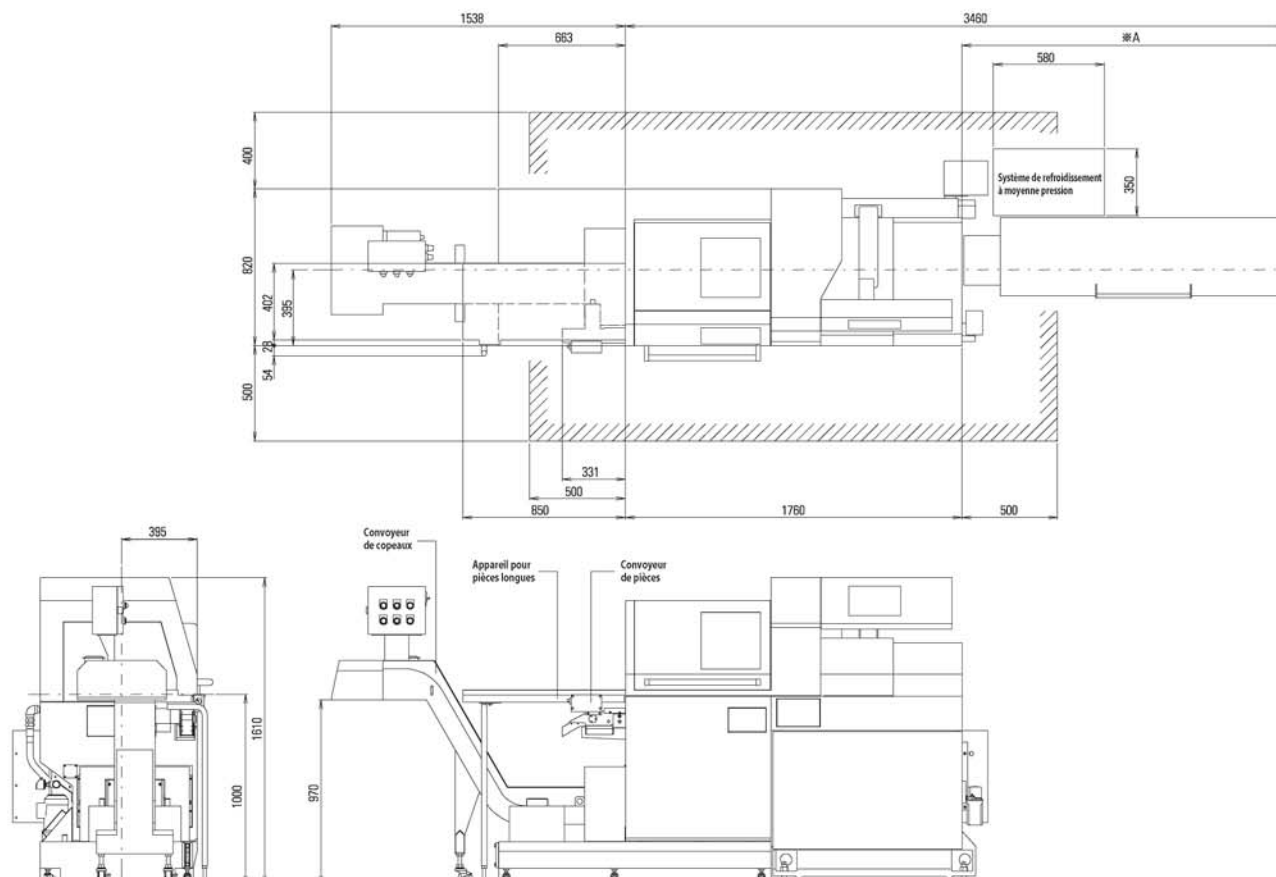 1538
3460
663
※A
580
400
Système de refroidissement
à moyenne pression
350
820
402
395
28
54
500
331
500
850
1760
500
395
Convoyeur
de copeaux
Appareil pour
pièces longues
Convoyeur
de pièces
1610
1000
970